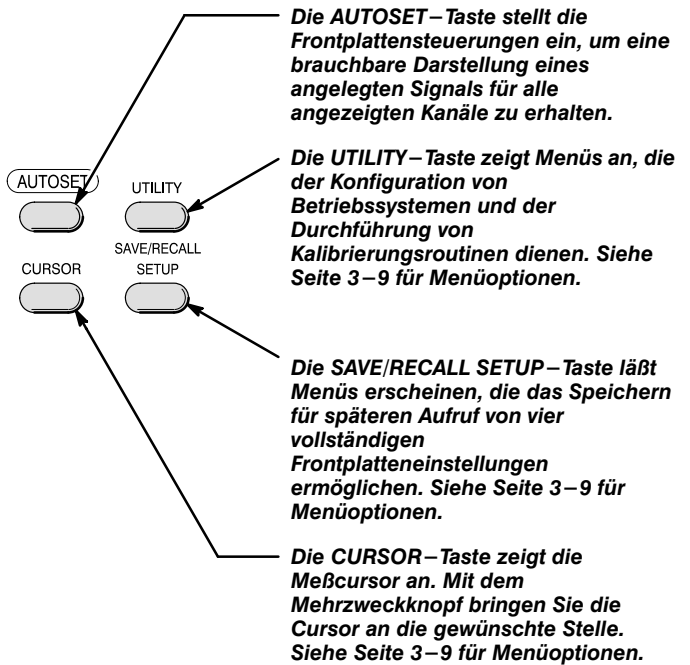 Die AUTOSET–Taste stellt die
Frontplattensteuerungen ein, um eine
brauchbare Darstellung eines
angelegten Signals für alle
angezeigten Kanäle zu erhalten.
Die UTILITY–Taste zeigt Menüs an, die
der Konfiguration von
Betriebssystemen und der
Durchführung von
Kalibrierungsroutinen dienen. Siehe
Seite 3–9 für Menüoptionen.
AUTOSET
UTILITY
SAVE/RECALL
SETUP
CURSOR
Die SAVE/RECALL SETUP–Taste läßt
Menüs erscheinen, die das Speichern
für späteren Aufruf von vier
vollständigen
Frontplatteneinstellungen
ermöglichen. Siehe Seite 3–9 für
Menüoptionen.
Die CURSOR–Taste zeigt die
Meßcursor an. Mit dem
Mehrzweckknopf bringen Sie die
Cursor an die gewünschte Stelle.
Siehe Seite 3–9 für Menüoptionen.